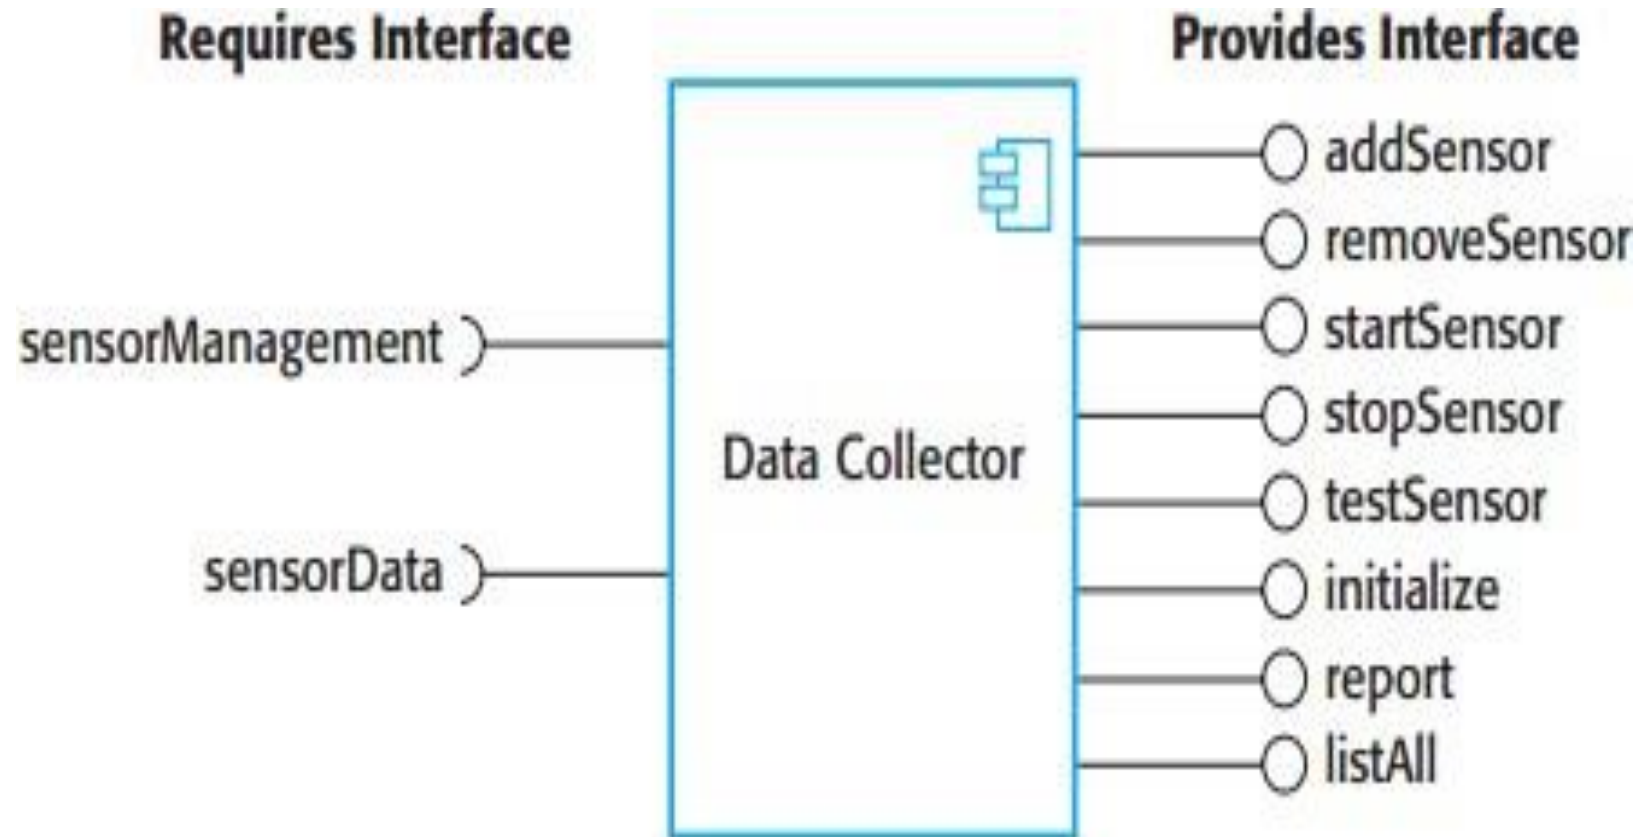 Requires Interface
Provides Interface
addSensor
removeSensor
sensorManagement
startSensor
stopSensor
Data Collector
testSensor
sensorData
initialize
report
listAll